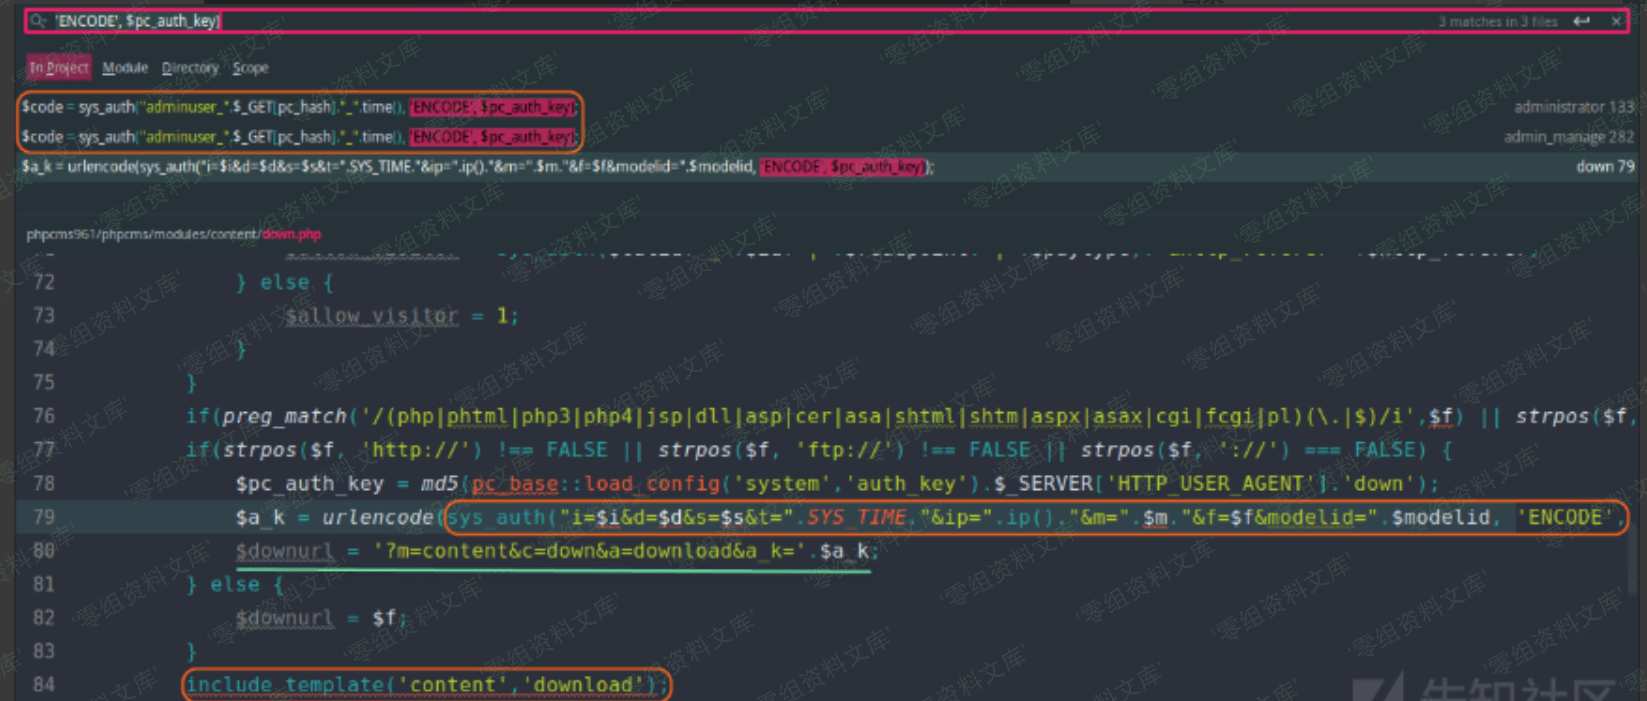 'ENCODE', $pc_auth_key)
3 matches in 3 files
In Project Module Directory Scope
$code = sys_auth("adminuser_".$_GET[pc_hash]."_".time(), 'ENCODE', $pc_auth_key);
administrator 133
$code = sys_auth("adminuser_".$_GET[pc_hash]."_".time(), 'ENCODE', $pc_auth_key);
admin_manage 282
$a_k = urlencode(sys_auth("i=$i&d=$d&s=$s&t=".SYS_TIME."&ip=".ip()."&m=".$m."&f=$f&modelid=".$modelid, 'ENCODE', $pc_auth_key));
down 79
phpcms961/phpcms/modules/content/down.php
72 } else {
73 $allow_visitor = 1;
74 }
75 }
76 if(preg_match('/(php|phtml|php3|php4|jsp|dll|asp|cer|asa|shtml|shtm|aspx|asax|cgi|fcgi|pl)(\.|$)/i',$f) || strpos($f,
77 if(strpos($f, 'http://') !== FALSE || strpos($f, 'ftp://') !== FALSE || strpos($f, '://') === FALSE) {
78 $pc_auth_key = md5(pc_base::load_config('system','auth_key').$_SERVER['HTTP_USER_AGENT'].'down');
79 $a_k = urlencode(sys_auth("i=$i&d=$d&s=$s&t=".SYS_TIME."&ip=".ip()."&m=".$m."&f=$f&modelid=".$modelid, 'ENCODE',
80 $downurl = '?m=content&c=down&a=download&a_k='.$a_k;
81 } else {
82 $downurl = $f;
83 }
84 include template('content','download');
零组资料文库
先知社区